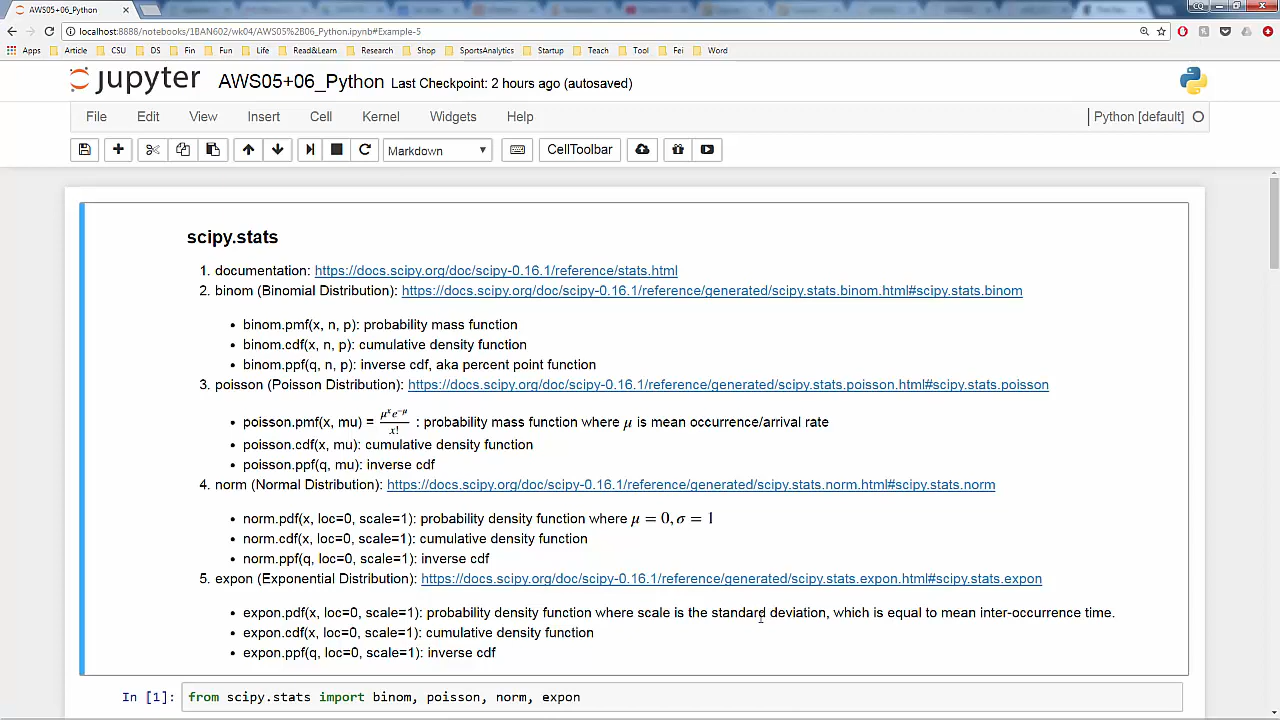 AWS05+06_Python
localhost:8888/notebooks/1BAN602/wk04/AWS05%2B06_Python.ipynb#Example-5
Apps Article CSU DS Fin Fun Life Read&Learn Research Shop SportsAnalytics Startup Teach Tool Fei Word
jupyter AWS05+06_Python Last Checkpoint: 2 hours ago (autosaved)
File Edit View Insert Cell Kernel Widgets Help Python [default]
Markdown CellToolbar
scipy.stats
1. documentation: https://docs.scipy.org/doc/scipy-0.16.1/reference/stats.html
2. binom (Binomial Distribution): https://docs.scipy.org/doc/scipy-0.16.1/reference/generated/scipy.stats.binom.html#scipy.stats.binom
• binom.pmf(x, n, p): probability mass function
• binom.cdf(x, n, p): cumulative density function
• binom.ppf(q, n, p): inverse cdf, aka percent point function
3. poisson (Poisson Distribution): https://docs.scipy.org/doc/scipy-0.16.1/reference/generated/scipy.stats.poisson.html#scipy.stats.poisson
• poisson.pmf(x, mu) = μˣe⁻μ/x! : probability mass function where μ is mean occurrence/arrival rate
• poisson.cdf(x, mu): cumulative density function
• poisson.ppf(q, mu): inverse cdf
4. norm (Normal Distribution): https://docs.scipy.org/doc/scipy-0.16.1/reference/generated/scipy.stats.norm.html#scipy.stats.norm
• norm.pdf(x, loc=0, scale=1): probability density function where μ = 0, σ = 1
• norm.cdf(x, loc=0, scale=1): cumulative density function
• norm.ppf(q, loc=0, scale=1): inverse cdf
5. expon (Exponential Distribution): https://docs.scipy.org/doc/scipy-0.16.1/reference/generated/scipy.stats.expon.html#scipy.stats.expon
• expon.pdf(x, loc=0, scale=1): probability density function where scale is the standard deviation, which is equal to mean inter-occurrence time.
• expon.cdf(x, loc=0, scale=1): cumulative density function
• expon.ppf(q, loc=0, scale=1): inverse cdf
In [1]: from scipy.stats import binom, poisson, norm, expon